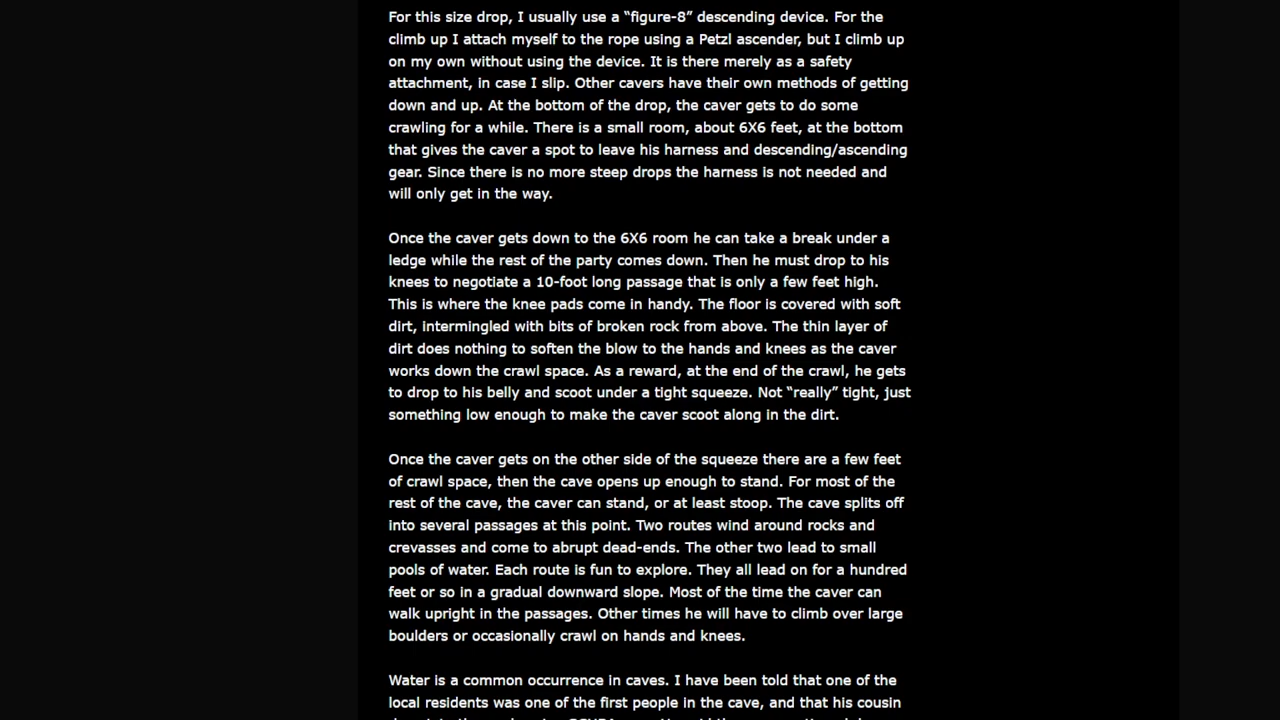 For this size drop, I usually use a “figure-8” descending device. For the
climb up I attach myself to the rope using a Petzl ascender, but I climb up
on my own without using the device. It is there merely as a safety
attachment, in case I slip. Other cavers have their own methods of getting
down and up. At the bottom of the drop, the caver gets to do some
crawling for a while. There is a small room, about 6X6 feet, at the bottom
that gives the caver a spot to leave his harness and descending/ascending
gear. Since there is no more steep drops the harness is not needed and
will only get in the way.
Once the caver gets down to the 6X6 room he can take a break under a
ledge while the rest of the party comes down. Then he must drop to his
knees to negotiate a 10-foot long passage that is only a few feet high.
This is where the knee pads come in handy. The floor is covered with soft
dirt, intermingled with bits of broken rock from above. The thin layer of
dirt does nothing to soften the blow to the hands and knees as the caver
works down the crawl space. As a reward, at the end of the crawl, he gets
to drop to his belly and scoot under a tight squeeze. Not “really” tight, just
something low enough to make the caver scoot along in the dirt.
Once the caver gets on the other side of the squeeze there are a few feet
of crawl space, then the cave opens up enough to stand. For most of the
rest of the cave, the caver can stand, or at least stoop. The cave splits off
into several passages at this point. Two routes wind around rocks and
crevasses and come to abrupt dead-ends. The other two lead to small
pools of water. Each route is fun to explore. They all lead on for a hundred
feet or so in a gradual downward slope. Most of the time the caver can
walk upright in the passages. Other times he will have to climb over large
boulders or occasionally crawl on hands and knees.
Water is a common occurrence in caves. I have been told that one of the
local residents was one of the first people in the cave, and that his cousin